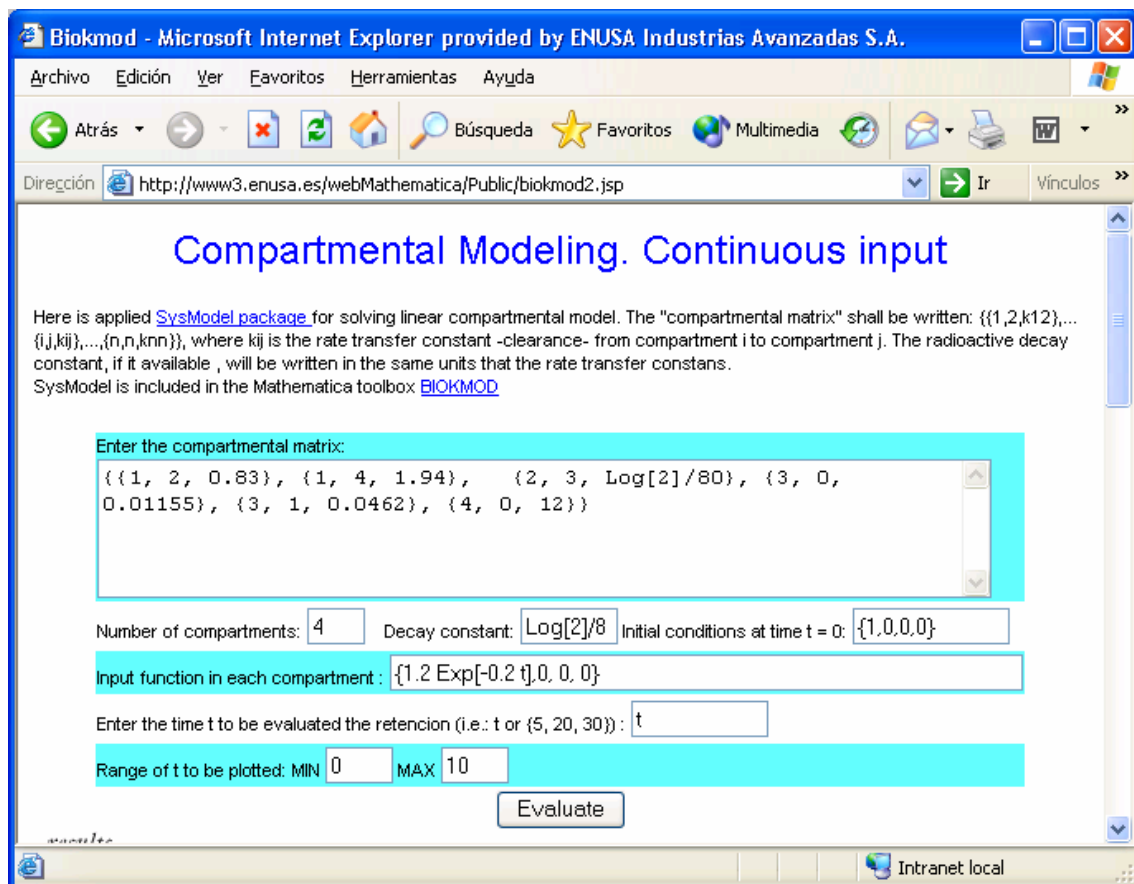 Biokmod - Microsoft Internet Explorer provided by ENUSA Industrias Avanzadas S.A.
Archivo Edición Ver Favoritos Herramientas Ayuda
Atrás Búsqueda Favoritos Multimedia
Dirección http://www3.enusa.es/webMathematica/Public/biokmod2.jsp Ir Vínculos »
Compartmental Modeling. Continuous input
Here is applied SysModel package for solving linear compartmental model. The "compartmental matrix" shall be written: {{1,2,k12},...
{i,j,kij},...,{n,n,knn}}, where kij is the rate transfer constant -clearance- from compartment i to compartment j. The radioactive decay
constant, if it available , will be written in the same units that the rate transfer constans.
SysModel is included in the Mathematica toolbox BIOKMOD
Enter the compartmental matrix:
{{1, 2, 0.83}, {1, 4, 1.94}, {2, 3, Log[2]/80}, {3, 0,
0.01155}, {3, 1, 0.0462}, {4, 0, 12}}
Number of compartments: 4 Decay constant: Log[2]/8 Initial conditions at time t = 0: {1,0,0,0}
Input function in each compartment : {1.2 Exp[-0.2 t],0, 0, 0}
Enter the time t to be evaluated the retencion (i.e.: t or {5, 20, 30}) : t
Range of t to be plotted: MIN 0 MAX 10
Evaluate
Intranet local